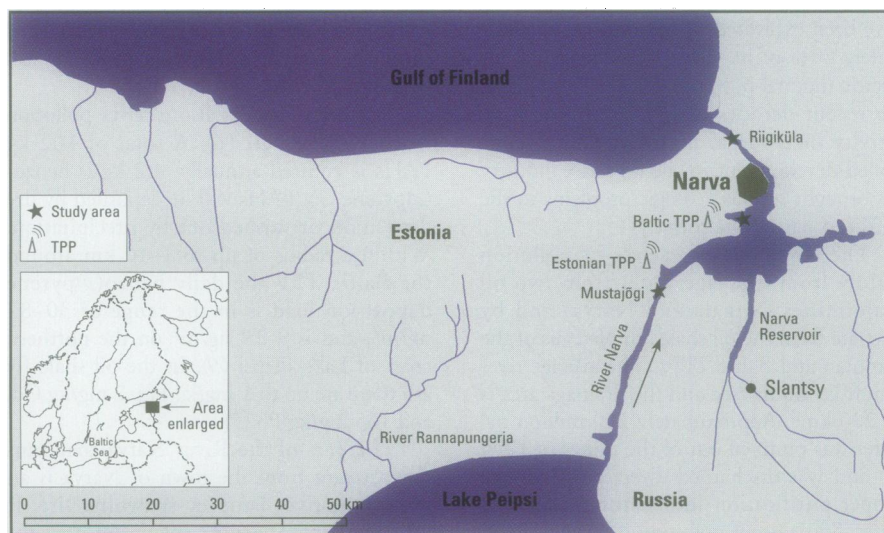 Gulf of Finland
Riigiküla
Narva
Study area
TPP
Baltic TPP
Estonia
Estonian TPP
Mustajõgi
River Narva
Narva
Reservoir
Slantsy
Area
enlarged
Baltic
Sea
River Rannapungerja
Lake Peipsi
Russia
0 10 20 30 40 50 km